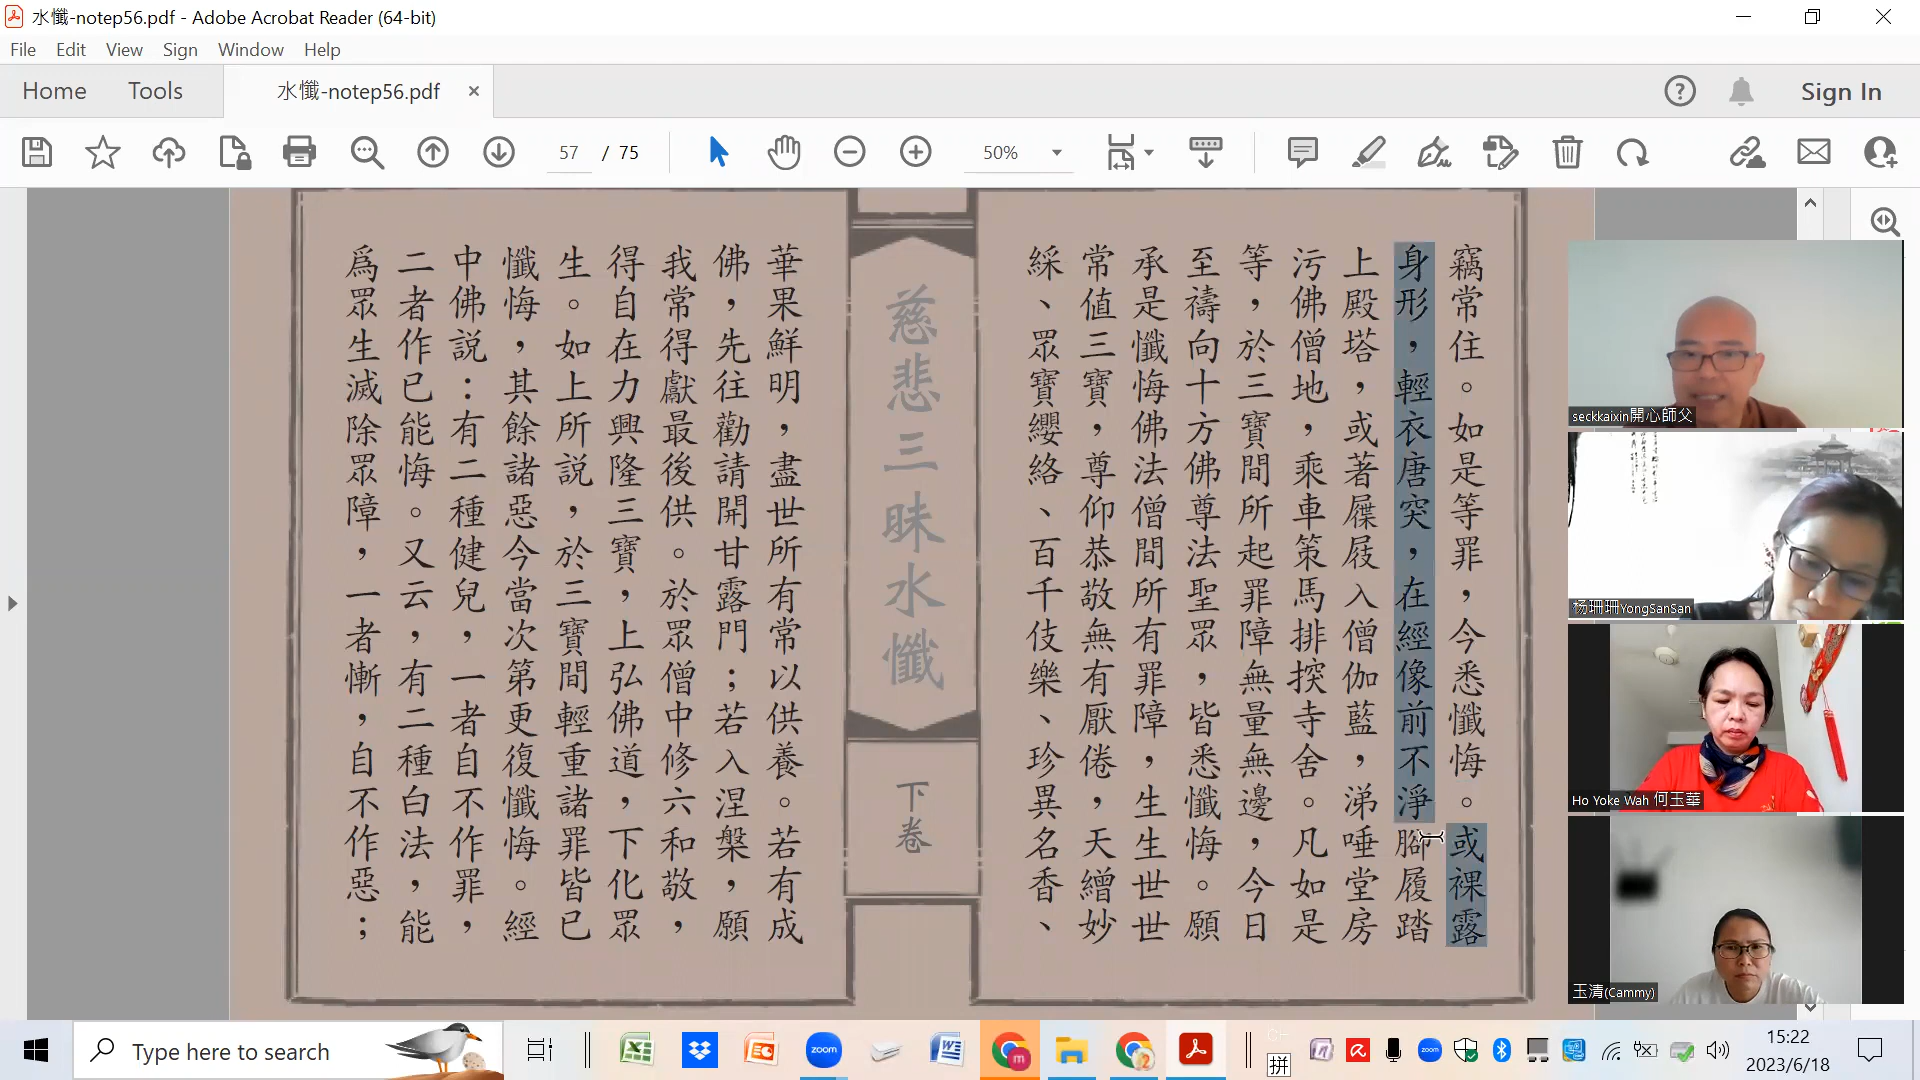 水懺-notep56.pdf - Adobe Acrobat Reader (64-bit)
File Edit View Sign Window Help
Home Tools 水懺-notep56.pdf × Sign In
57 / 75 50%
竊常住。如是等罪，今悉懺悔。或裸露
身形，輕衣唐突，在經像前不淨腳履踏
上殿塔，或著屧屐入僧伽藍，涕唾堂房
污佛僧地，乘車策馬排揬寺舍。凡如是
等，於三寶間所起罪障無量無邊，今日
至禱向十方佛尊法聖眾，皆悉懺悔。願
承是懺悔佛法僧間所有罪障，生生世世
常值三寶，尊仰恭敬無有厭倦，天繒妙
綵、眾寶纓絡、百千伎樂、珍異名香、
慈悲三昧水懺
下卷
華果鮮明，盡世所有常以供養。若有成
佛，先往勸請開甘露門；若入涅槃，願
我常得獻最後供。於眾僧中修六和敬，
得自在力興隆三寶，上弘佛道，下化眾
生。如上所說，於三寶間輕重諸罪皆已
懺悔，其餘諸惡今當次第更復懺悔。經
中佛說：有二種健兒，一者自不作罪，
二者作已能悔。又云，有二種白法，能
為眾生滅除眾障，一者慚，自不作惡；
seckkaixin開心師父
杨珊珊YongSanSan
Ho Yoke Wah 何玉華
玉清(Cammy)
Type here to search
zoom
zoom
拼
15:22
2023/6/18